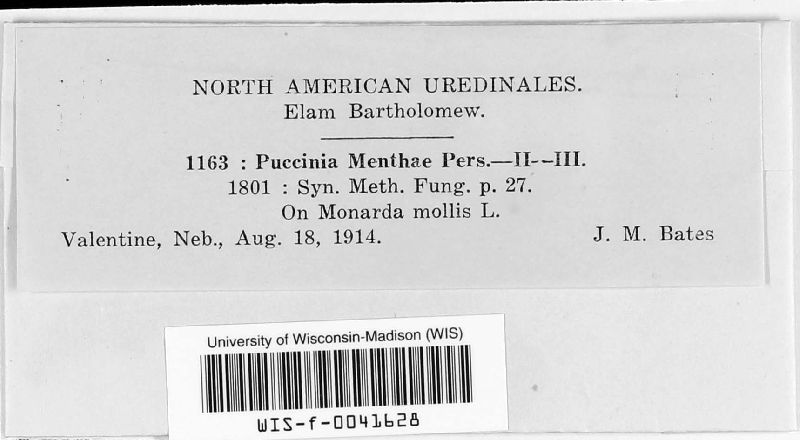 NORTH AMERICAN UREDINALES.
Elam Bartholomew.
1163 : Puccinia Menthae Pers.—II--III.
1801 : Syn. Meth. Fung. p. 27.
On Monarda mollis L.
Valentine, Neb., Aug. 18, 1914. J. M. Bates
University of Wisconsin-Madison (WIS)
WIS-f-0041628